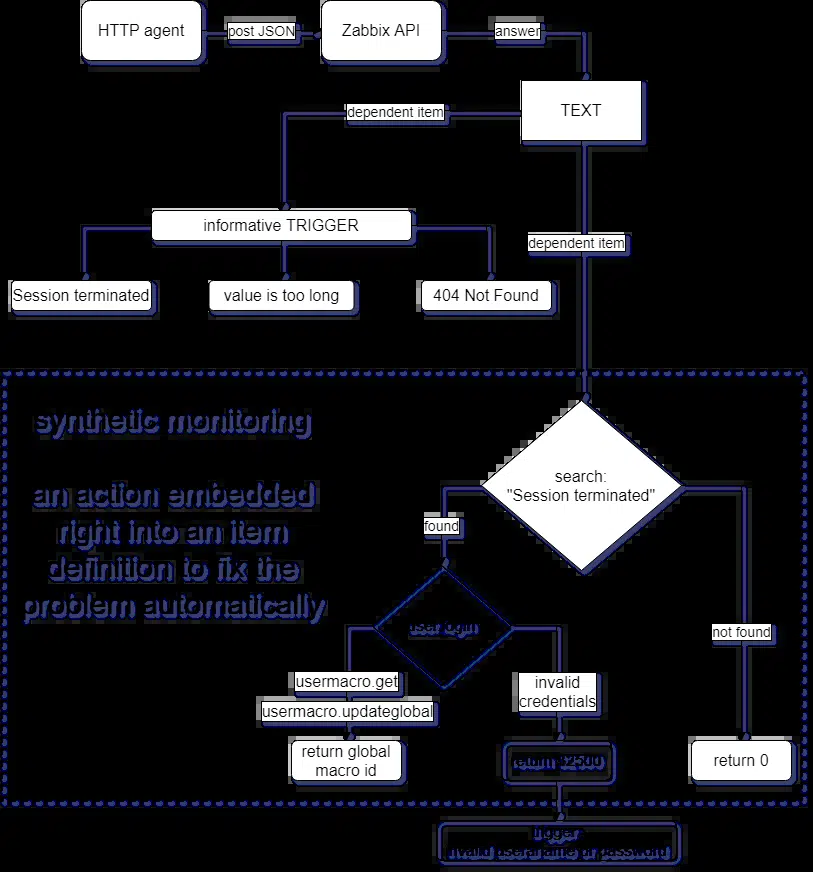 HTTP agent
post JSON
Zabbix API
answer
TEXT
dependent item
informative TRIGGER
dependent item
Session terminated
value is too long
404 Not Found
synthetic monitoring
an action embedded
right into an item
definition to fix the
problem automatically
search:
"Session terminated"
found
user.login
not found
usermacro.get
usermacro.updateglobal
invalid
credentials
return global
macro id
return
return 0
trigger
invalid username or password